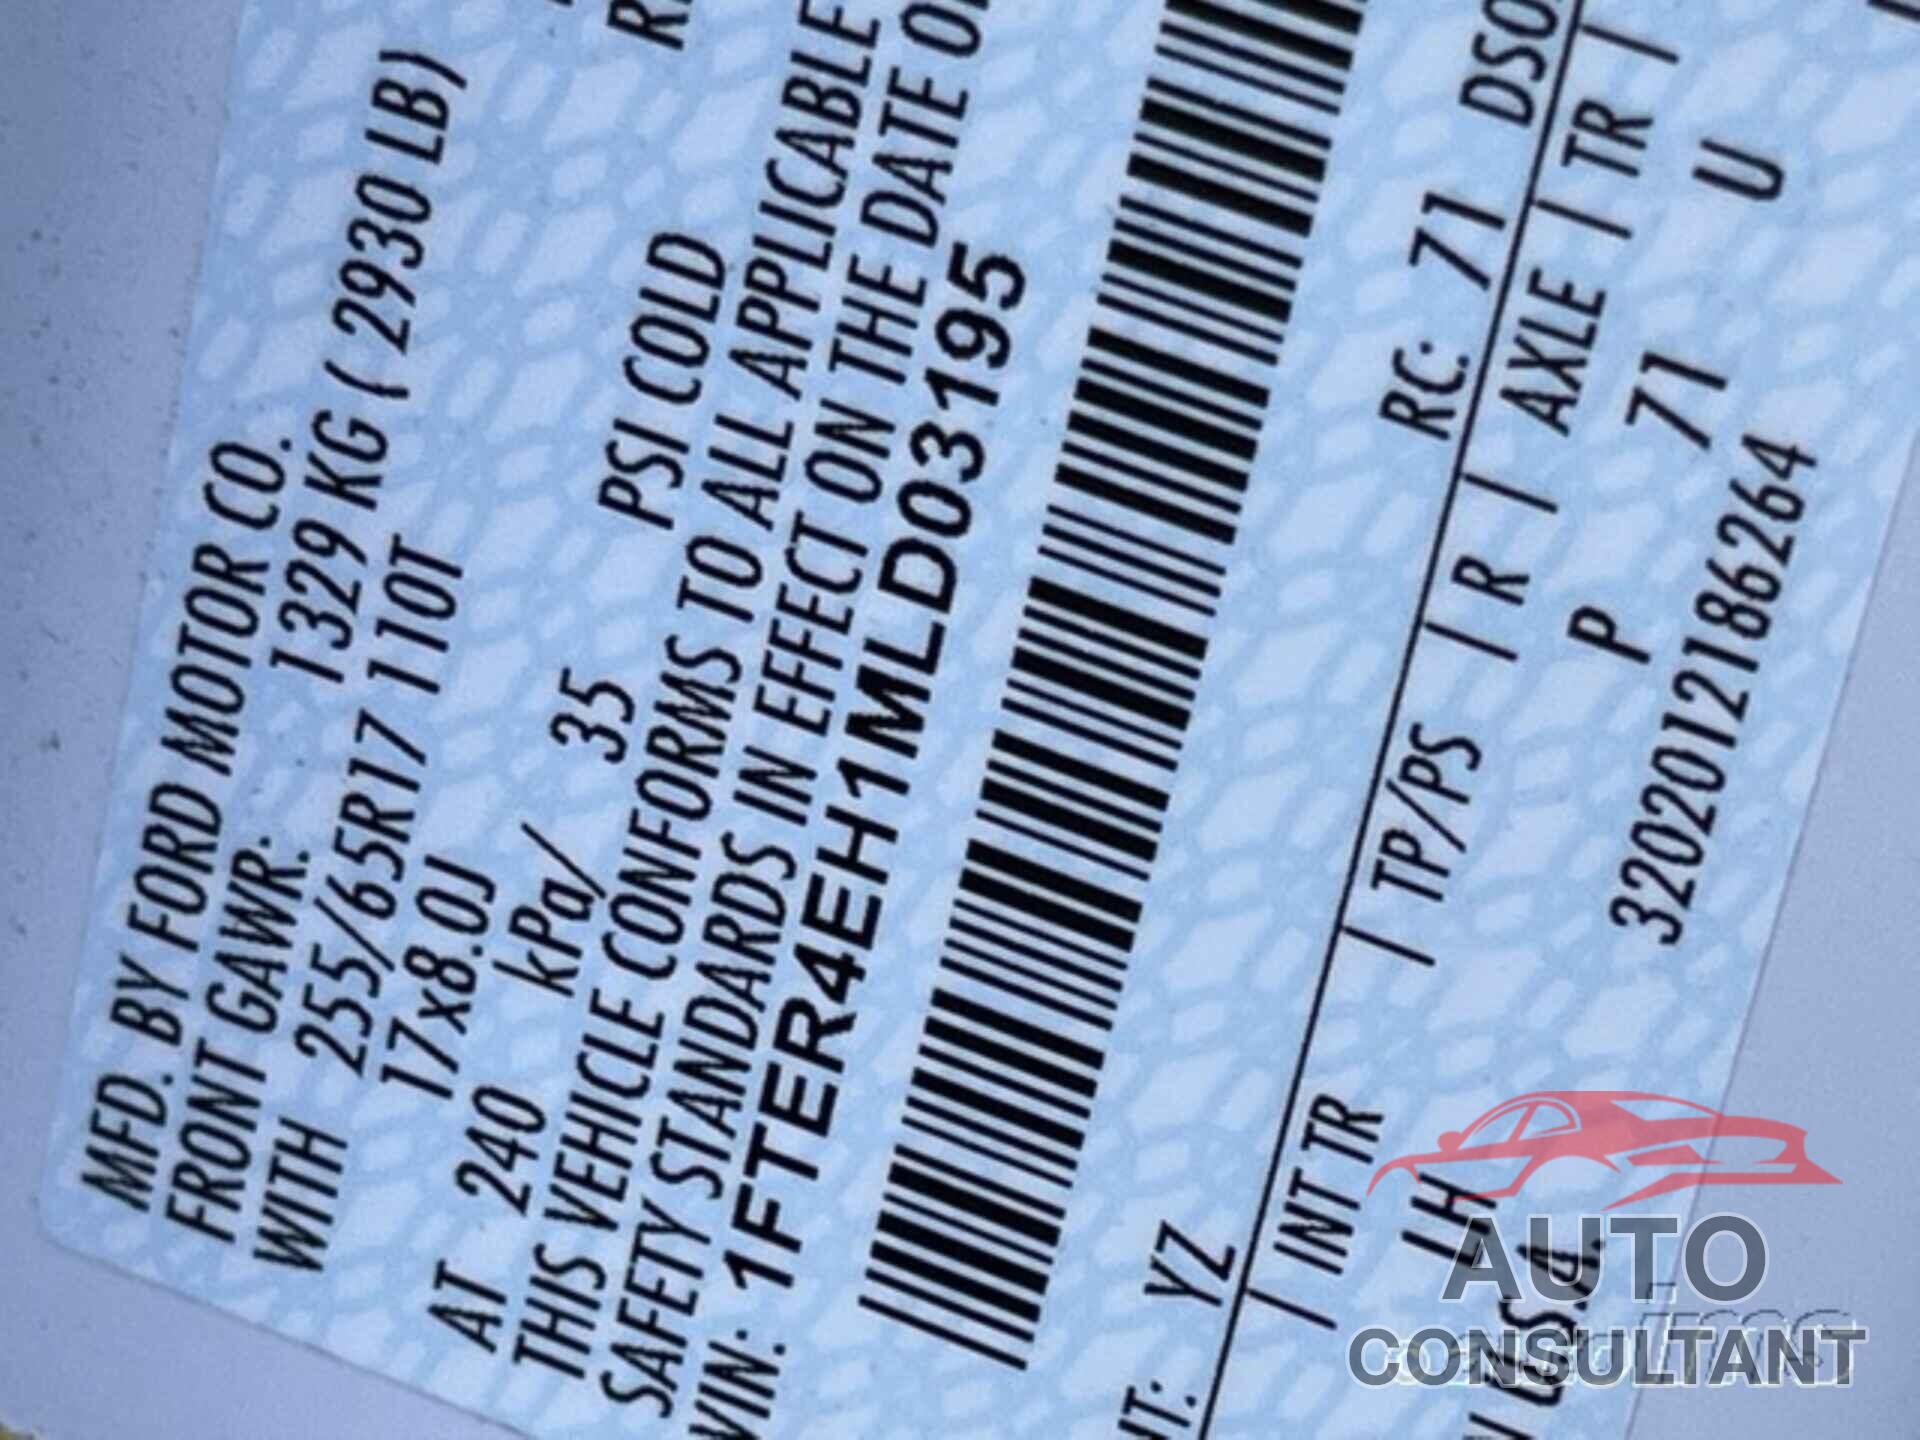 MFD. BY FORD MOTOR CO.
FRONT GAWR: 1329 KG ( 2930 LB)
WITH 255/65R17 110T
17x8.0J
AT 240 kPa/ 35 PSI COLD
THIS VEHICLE CONFORMS TO ALL APPLICABLE
SAFETY STANDARDS IN EFFECT ON THE DATE
VIN: 1FTER4EH1MLD03195
YZ RC: 71 DSO
| INT TR | TP/PS | R | AXLE | TR |
LH P 71 U
USA. 3202012186264
AUTO
CONSULTANT